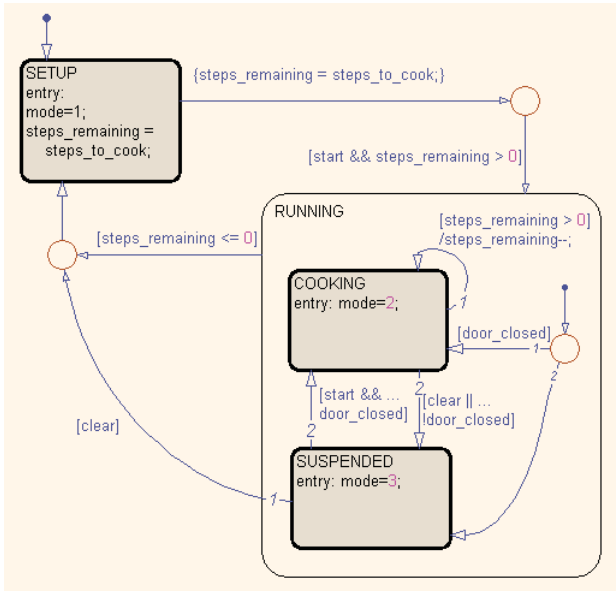 SETUP
entry:
mode=1;
steps_remaining =
steps_to_cook;
{steps_remaining = steps_to_cook;}
[start && steps_remaining > 0]
RUNNING
[steps_remaining <= 0]
[steps_remaining > 0]
/steps_remaining--;
1
COOKING
entry: mode=2;
[door_closed]
1
2
2
[start && ...
door_closed]
2
[clear || ...
!door_closed]
[clear]
SUSPENDED
entry: mode=3;
1